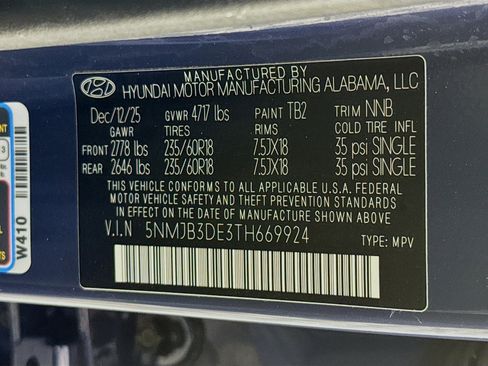 MANUFACTURED BY
HYUNDAI MOTOR MANUFACTURING ALABAMA, LLC
Dec/12/25 GVWR 4717 lbs PAINT TB2 TRIM NNB
GAWR TIRES RIMS COLD TIRE INFL
FRONT 2778 lbs 235/60R18 7.5JX18 35 psi SINGLE
REAR 2646 lbs 235/60R18 7.5JX18 35 psi SINGLE
THIS VEHICLE CONFORMS TO ALL APPLICABLE U.S.A. FEDERAL
MOTOR VEHICLE SAFETY AND THEFT PREVENTION STANDARDS
IN EFFECT ON THE DATE OF MANUFACTURE SHOWN ABOVE
V.I.N 5NMJB3DE3TH669924
TYPE: MPV
W410